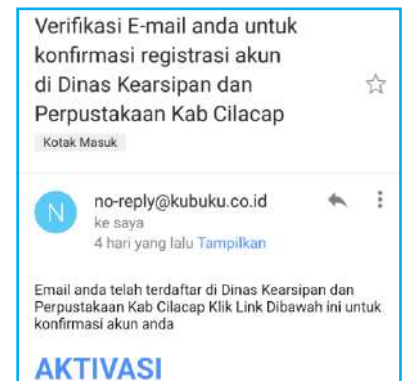 Verifikasi E-mail anda untuk
konfirmasi registrasi akun
di Dinas Kearsipan dan
Perpustakaan Kab Cilacap
Kotak Masuk
N
no-reply@kubuku.co.id
ke saya
4 hari yang lalu Tampilkan
Email anda telah terdaftar di Dinas Kearsipan dan
Perpustakaan Kab Cilacap Klik Link Dibawah ini untuk
konfirmasi akun anda
AKTIVASI